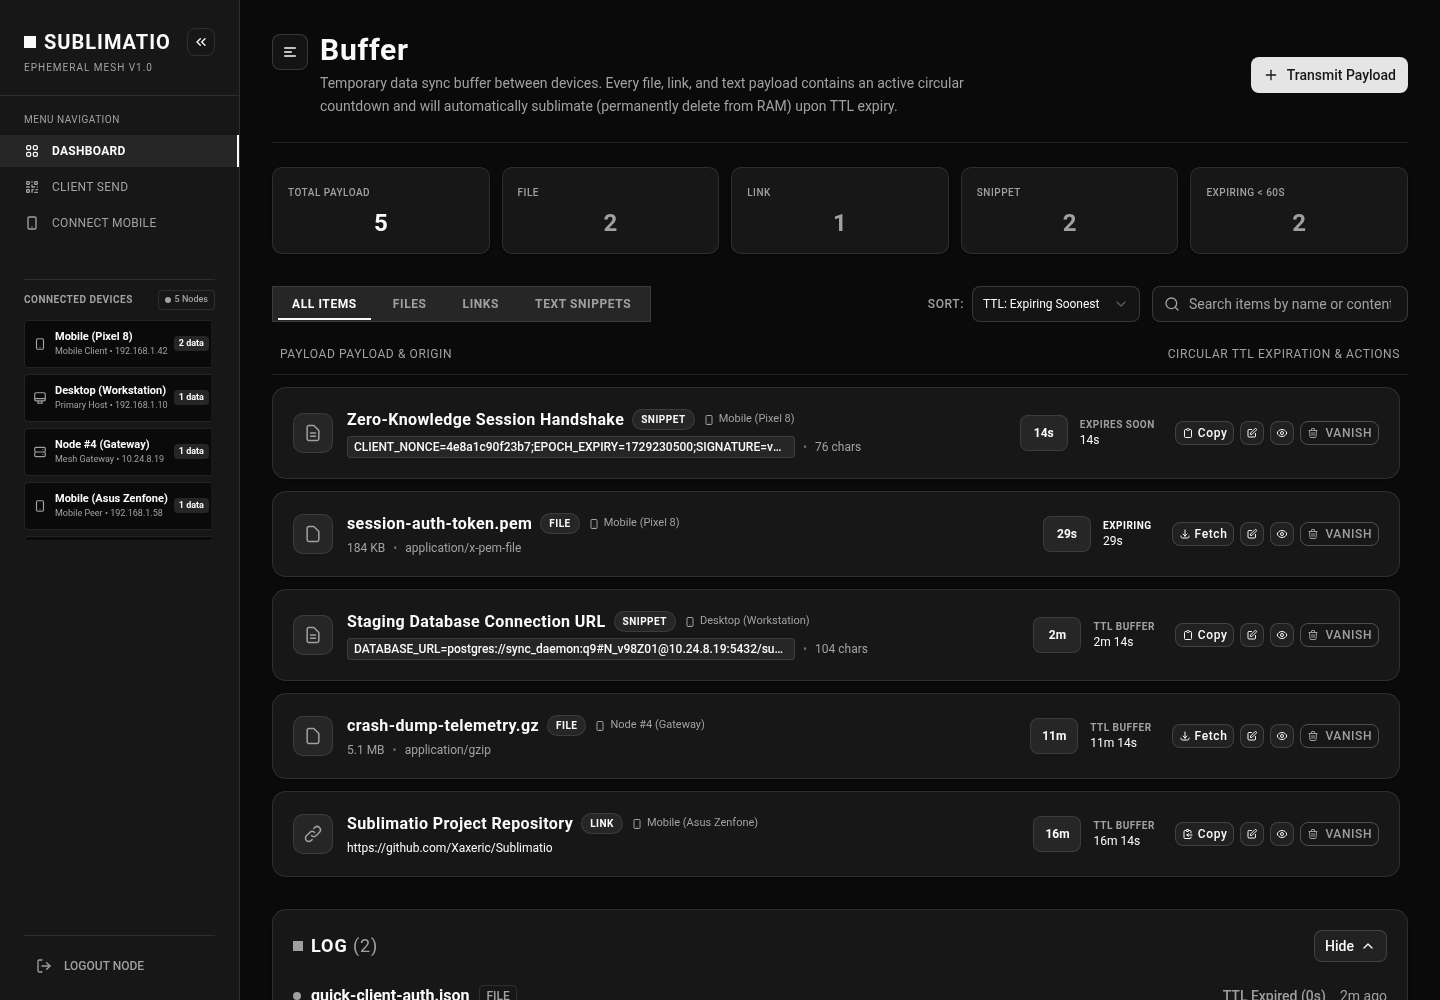 SUBLIMATIO
EPHEMERAL MESH V1.0
MENU NAVIGATION
DASHBOARD
CLIENT SEND
CONNECT MOBILE
CONNECTED DEVICES
5 Nodes
Mobile (Pixel 8)
Mobile Client • 192.168.1.42
2 data
Desktop (Workstation)
Primary Host • 192.168.1.10
1 data
Node #4 (Gateway)
Mesh Gateway • 10.24.8.19
1 data
Mobile (Asus Zenfone)
Mobile Peer • 192.168.1.58
1 data
LOGOUT NODE
Buffer
Temporary data sync buffer between devices. Every file, link, and text payload contains an active circular
countdown and will automatically sublimate (permanently delete from RAM) upon TTL expiry.
Transmit Payload
TOTAL PAYLOAD
5
FILE
2
LINK
1
SNIPPET
2
EXPIRING < 60S
2
ALL ITEMS
FILES
LINKS
TEXT SNIPPETS
SORT:
TTL: Expiring Soonest
Search items by name or content
PAYLOAD PAYLOAD & ORIGIN
CIRCULAR TTL EXPIRATION & ACTIONS
Zero-Knowledge Session Handshake SNIPPET Mobile (Pixel 8)
CLIENT_NONCE=4e8a1c90f23b7;EPOCH_EXPIRY=1729230500;SIGNATURE=v... • 76 chars
14s
EXPIRES SOON
14s
Copy
VANISH
session-auth-token.pem FILE Mobile (Pixel 8)
184 KB • application/x-pem-file
29s
EXPIRING
29s
Fetch
VANISH
Staging Database Connection URL SNIPPET Desktop (Workstation)
DATABASE_URL=postgres://sync_daemon:q9#N_v98Z01@10.24.8.19:5432/su... • 104 chars
2m
TTL BUFFER
2m 14s
Copy
VANISH
crash-dump-telemetry.gz FILE Node #4 (Gateway)
5.1 MB • application/gzip
11m
TTL BUFFER
11m 14s
Fetch
VANISH
Sublimatio Project Repository LINK Mobile (Asus Zenfone)
https://github.com/Xaxeric/Sublimatio
16m
TTL BUFFER
16m 14s
Copy
VANISH
LOG (2)
Hide
quick-client-auth.json FILE
TTL Expired (0s) 2m ago